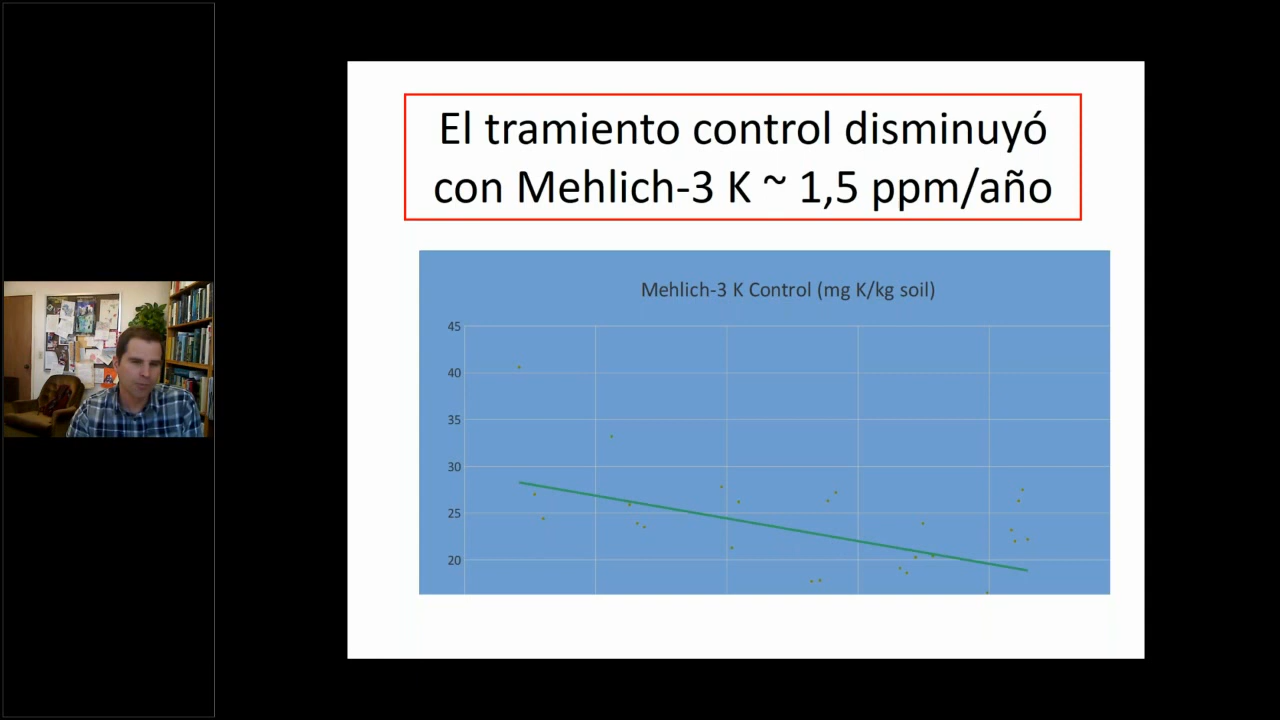 El tramiento control disminuyó
con Mehlich-3 K ~ 1,5 ppm/año
Mehlich-3 K Control (mg K/kg soil)
45
40
35
30
25
20